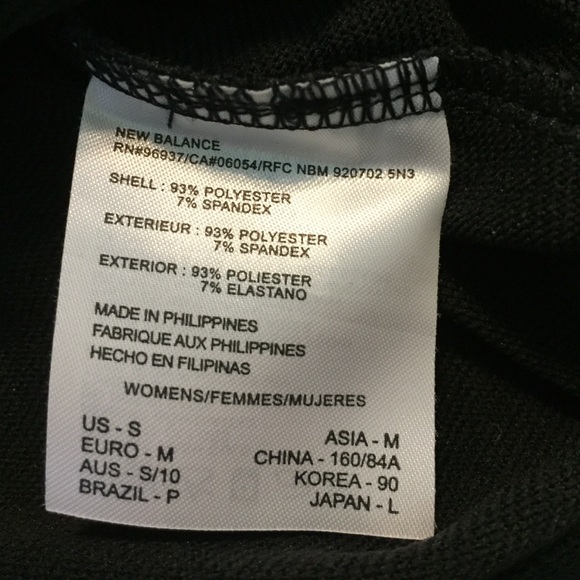 NEW BALANCE
RN#96937/CA#06054/RFC NBM 920702 5N3
SHELL : 93% POLYESTER
7% SPANDEX
EXTERIEUR : 93% POLYESTER
7% SPANDEX
EXTERIOR : 93% POLIESTER
7% ELASTANO
MADE IN PHILIPPINES
FABRIQUE AUX PHILIPPINES
HECHO EN FILIPINAS
WOMENS/FEMMES/MUJERES
US - S
EURO - M
AUS - S/10
BRAZIL - P
ASIA - M
CHINA - 160/84A
KOREA - 90
JAPAN - L